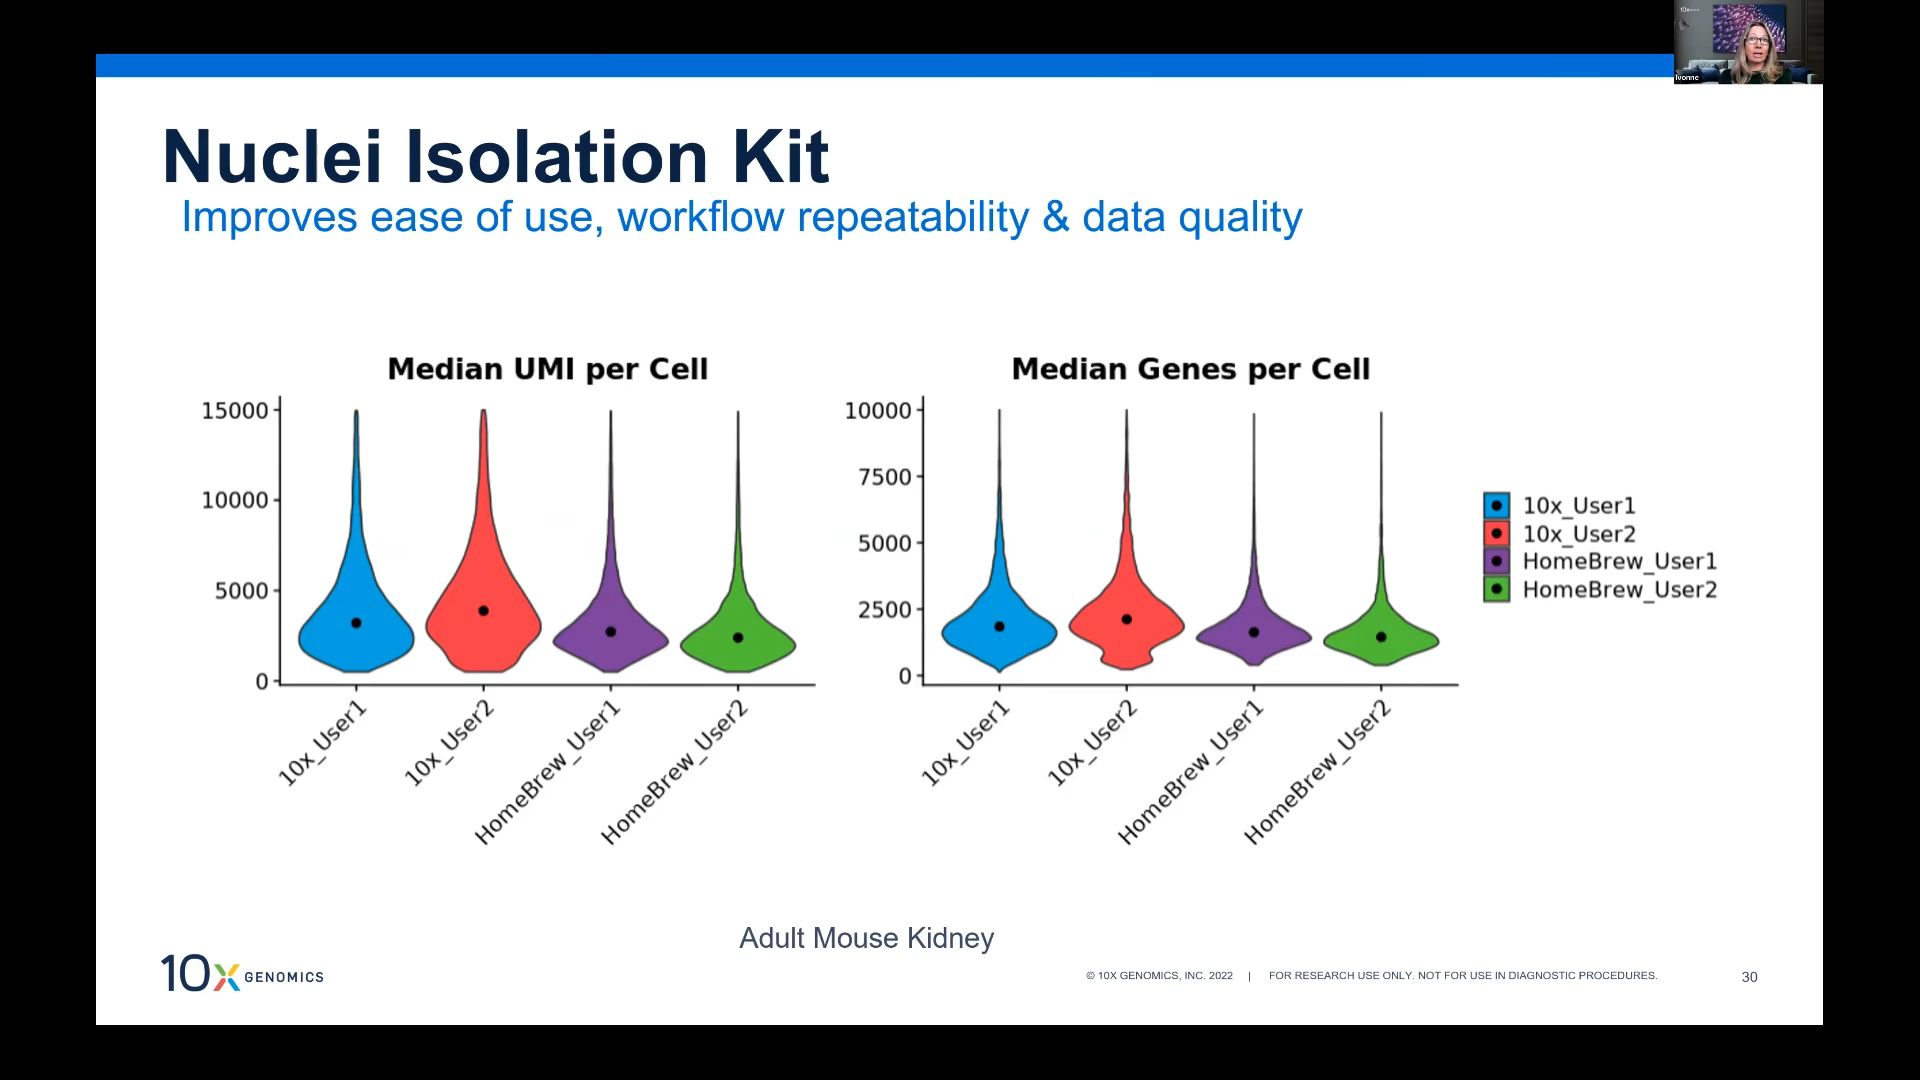 10x
Ivonne
Nuclei Isolation Kit
Improves ease of use, workflow repeatability & data quality
Median UMI per Cell
15000
10000
5000
0
10x_User1
10x_User2
HomeBrew_User1
HomeBrew_User2
Median Genes per Cell
10000
7500
5000
2500
0
10x_User1
10x_User2
HomeBrew_User1
HomeBrew_User2
10x_User1
10x_User2
HomeBrew_User1
HomeBrew_User2
Adult Mouse Kidney
10x GENOMICS
© 10X GENOMICS, INC. 2022 | FOR RESEARCH USE ONLY. NOT FOR USE IN DIAGNOSTIC PROCEDURES.
30